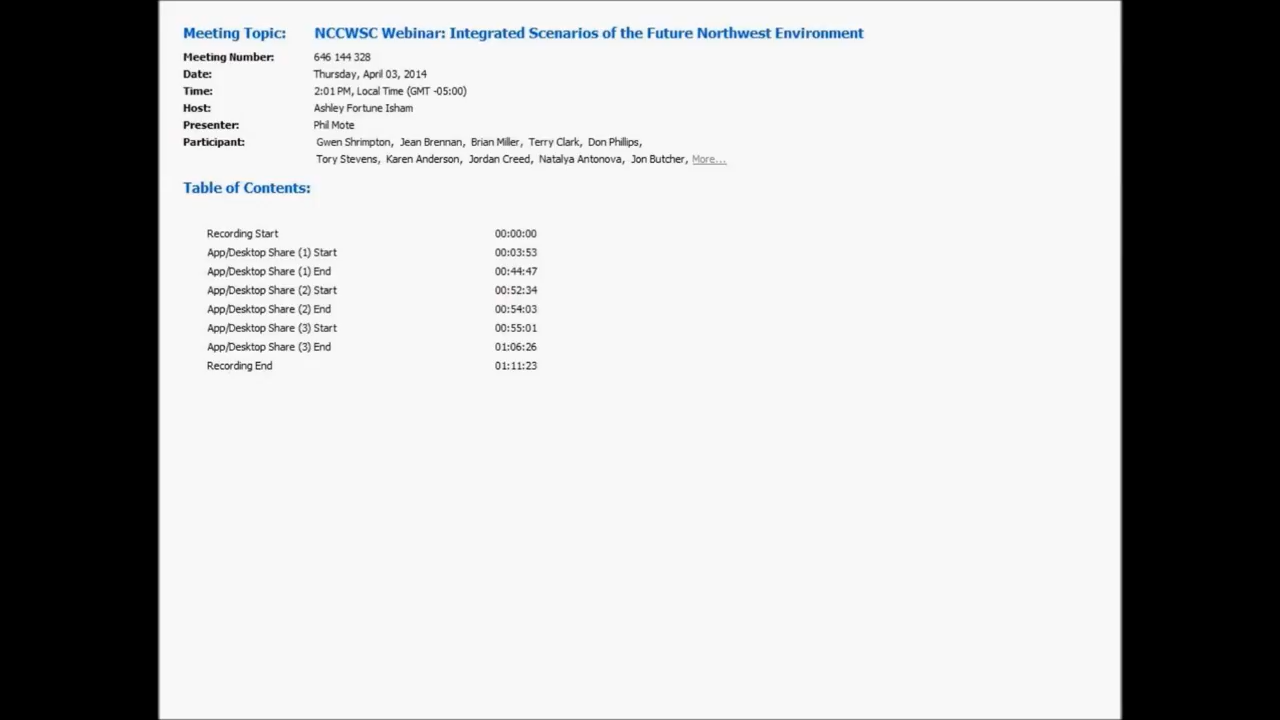 Meeting Topic: NCCWSC Webinar: Integrated Scenarios of the Future Northwest Environment
Meeting Number: 646 144 328
Date: Thursday, April 03, 2014
Time: 2:01 PM, Local Time (GMT -05:00)
Host: Ashley Fortune Isham
Presenter: Phil Mote
Participant: Gwen Shrimpton, Jean Brennan, Brian Miller, Terry Clark, Don Phillips,
Tory Stevens, Karen Anderson, Jordan Creed, Natalya Antonova, Jon Butcher, More...
Table of Contents:
Recording Start 00:00:00
App/Desktop Share (1) Start 00:03:53
App/Desktop Share (1) End 00:44:47
App/Desktop Share (2) Start 00:52:34
App/Desktop Share (2) End 00:54:03
App/Desktop Share (3) Start 00:55:01
App/Desktop Share (3) End 01:06:26
Recording End 01:11:23